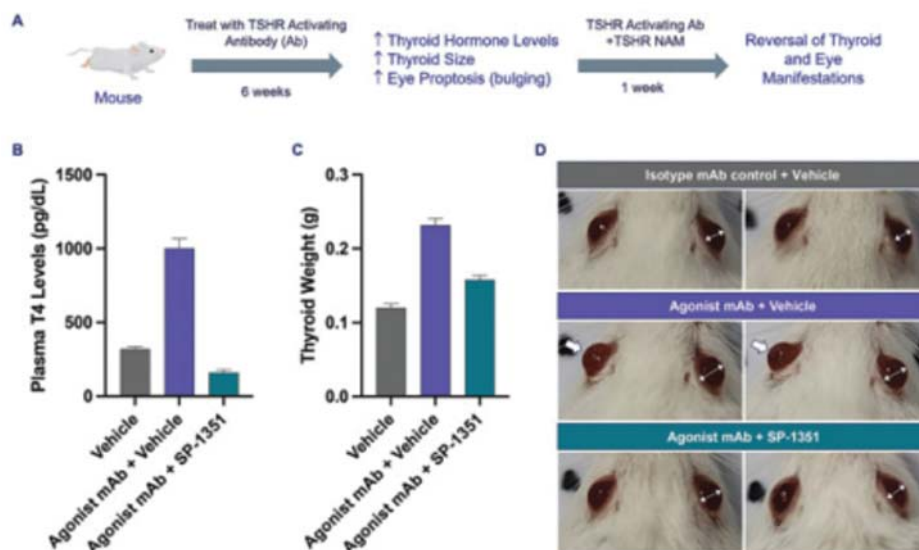 A
Mouse
Treat with TSHR Activating
Antibody (Ab)
6 weeks
↑ Thyroid Hormone Levels
↑ Thyroid Size
↑ Eye Proptosis (bulging)
TSHR Activating Ab
+TSHR NAM
1 week
Reversal of Thyroid
and Eye
Manifestations
B
Plasma T4 Levels (pg/dL)
1500
1000
500
0
Vehicle
Agonist mAb + Vehicle
Agonist mAb + SP-1351
C
Thyroid Weight (g)
0.3
0.2
0.1
0.0
Vehicle
Agonist mAb + Vehicle
Agonist mAb + SP-1351
D
Isotype mAb control + Vehicle
Agonist mAb + Vehicle
Agonist mAb + SP-1351